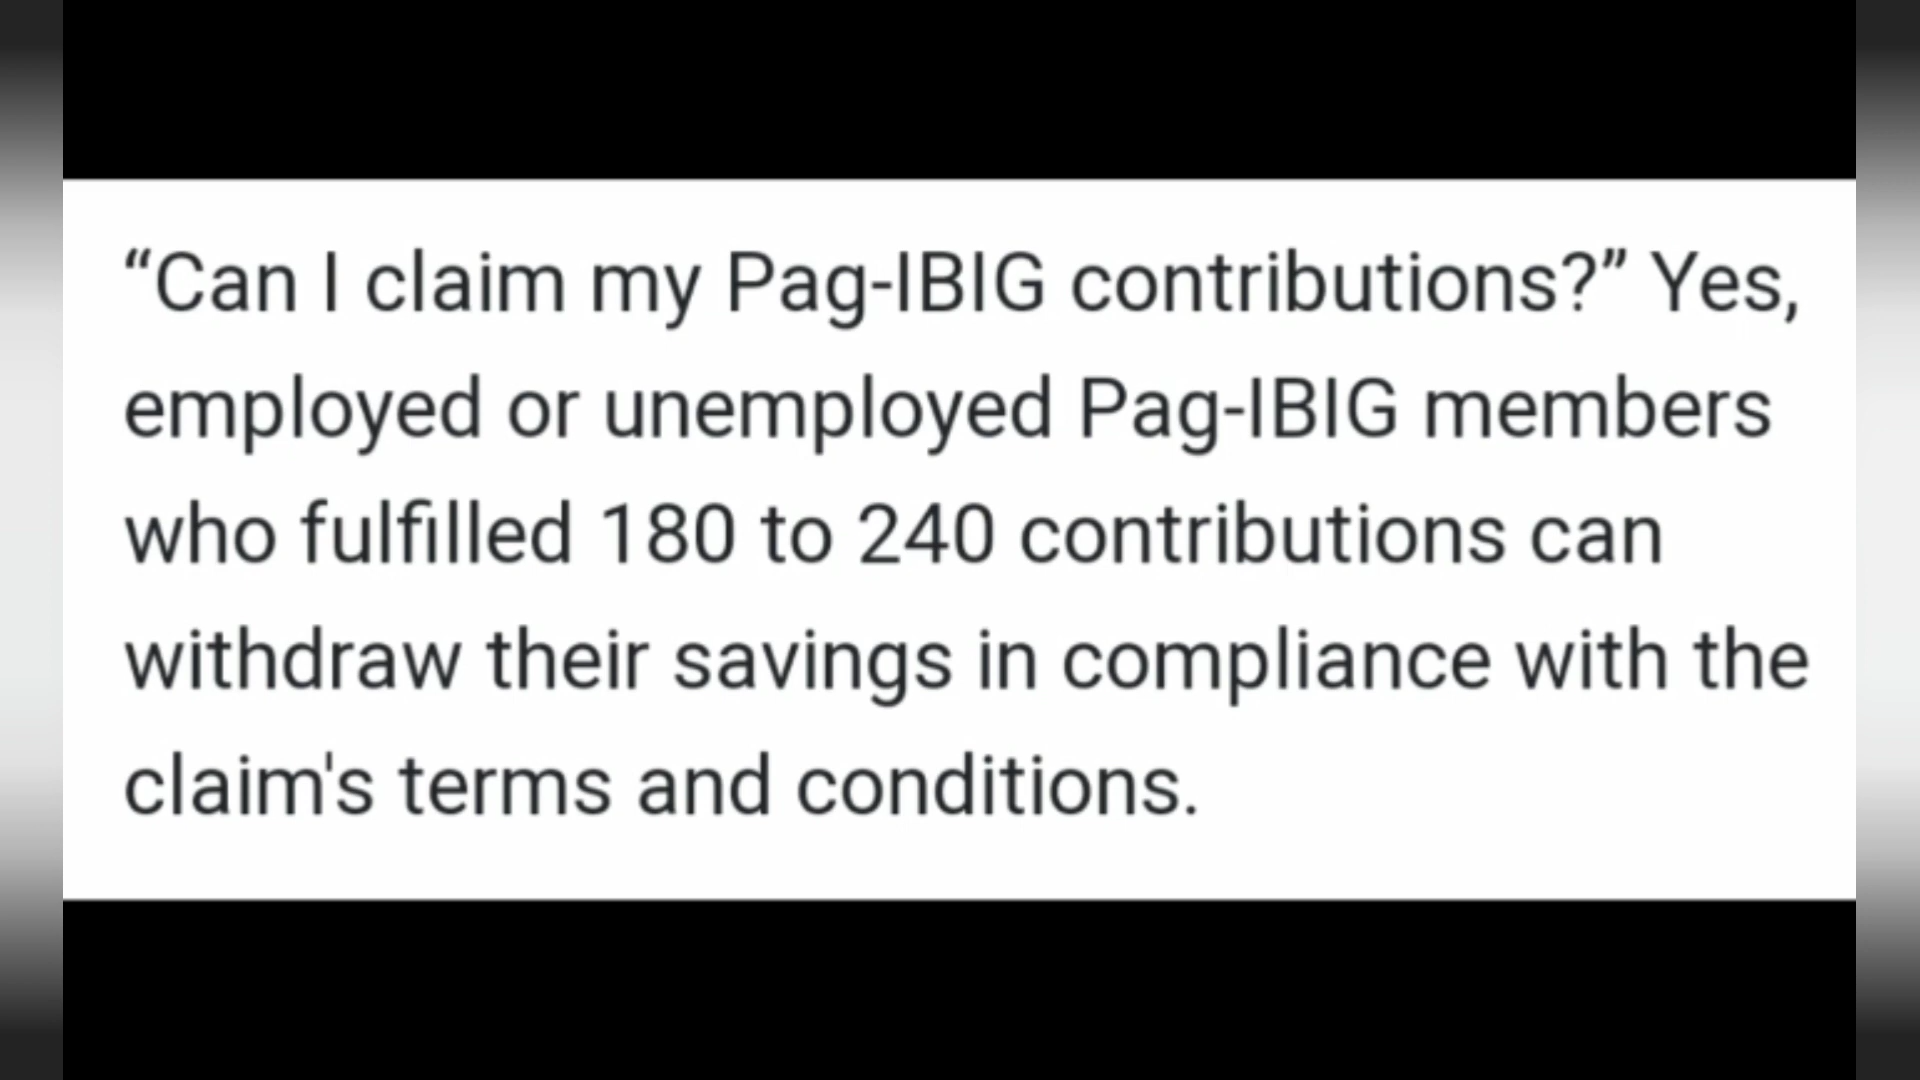 “Can I claim my Pag-IBIG contributions?” Yes,
employed or unemployed Pag-IBIG members
who fulfilled 180 to 240 contributions can
withdraw their savings in compliance with the
claim's terms and conditions.